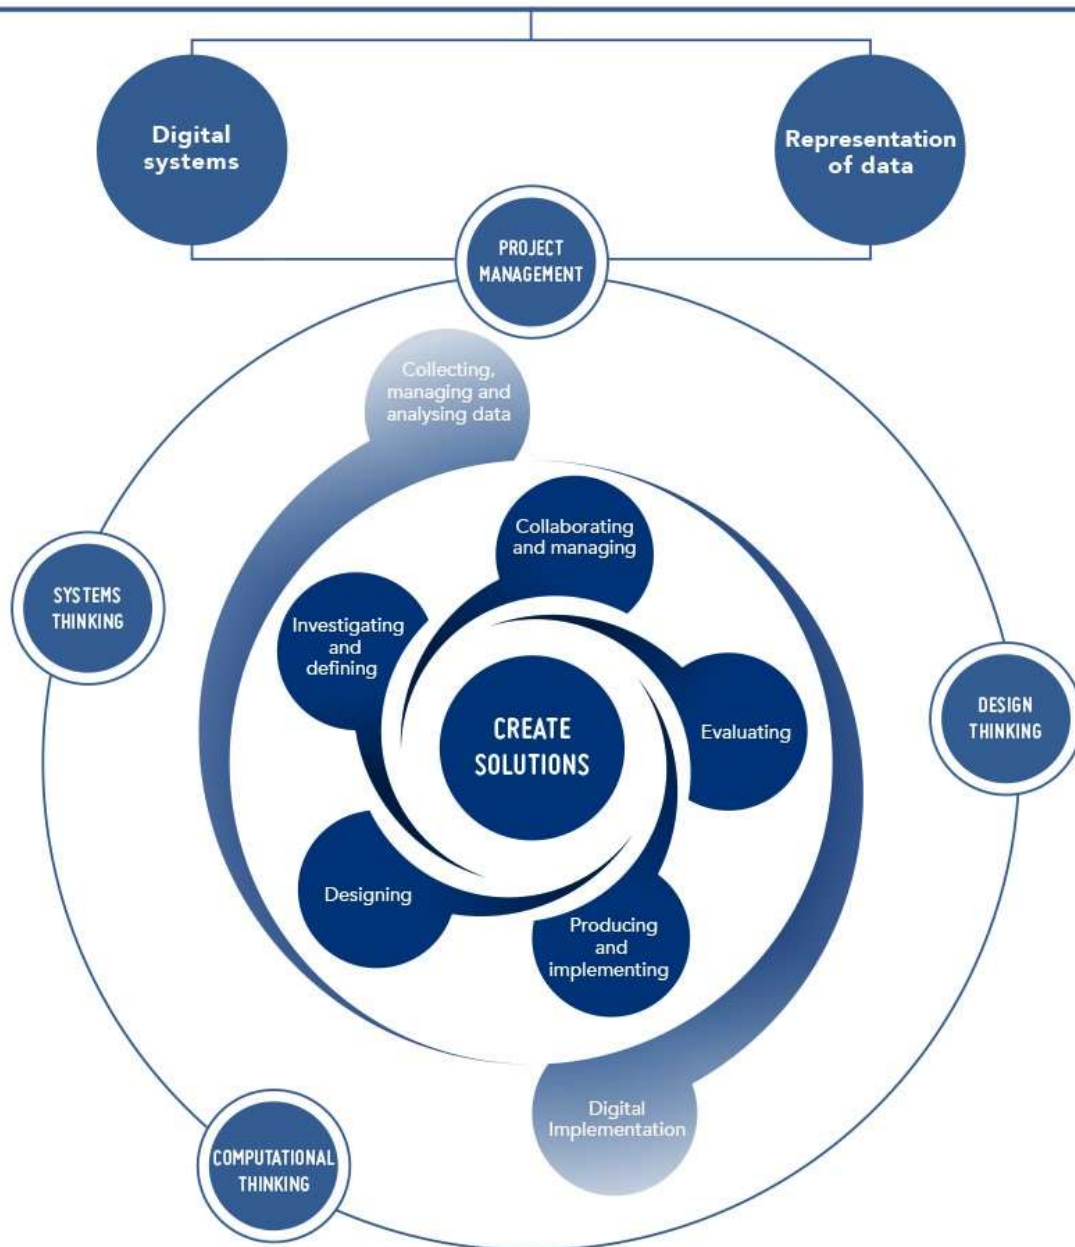 Digital
systems
Representation
of data
PROJECT
MANAGEMENT
Collecting,
managing and
analysing data
Collaborating
and managing
SYSTEMS
THINKING
Investigating
and
defining
DESIGN
THINKING
Evaluating
CREATE
SOLUTIONS
Designing
Producing
and
implementing
Digital
Implementation
COMPUTATIONAL
THINKING